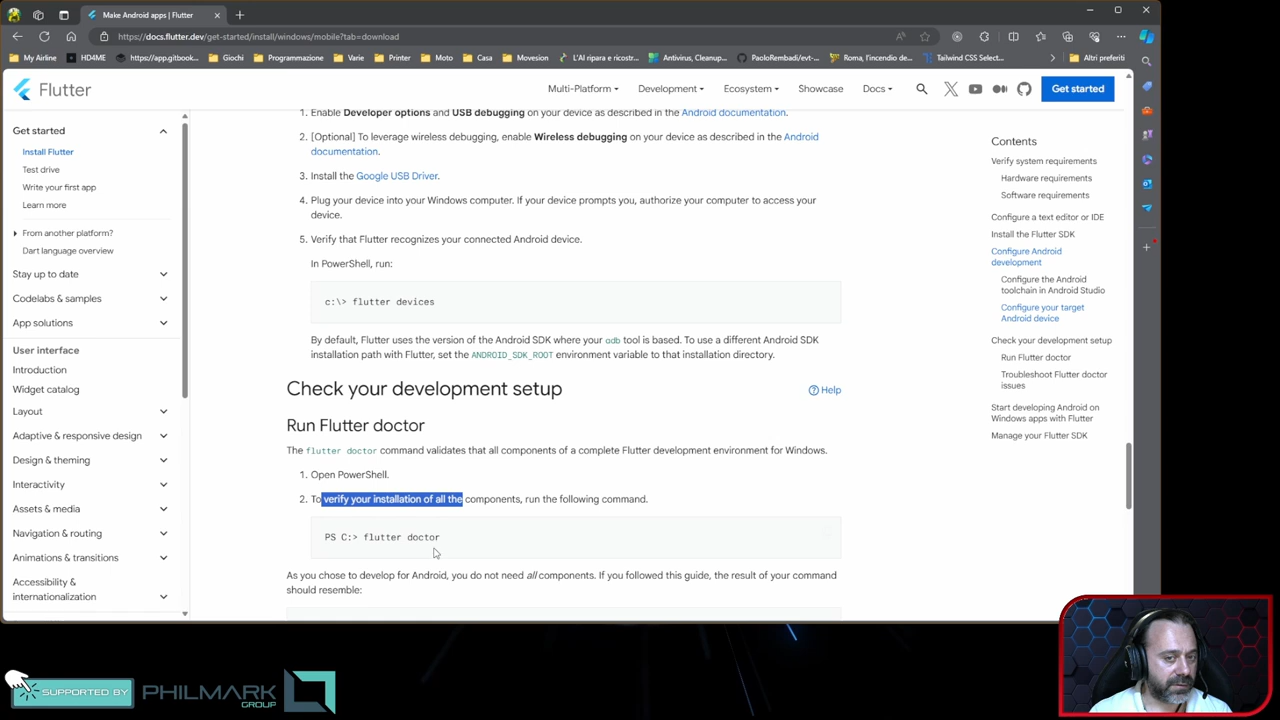 Make Android apps | Flutter
https://docs.flutter.dev/get-started/install/windows/mobile?tab=download
My Airline
HD4ME
https://app.gitbook...
Giochi
Programmazione
Varie
Printer
Moto
Casa
Movesion
L'AI ripara e ricostr...
Antivirus, Cleanup...
PaoloRembadi/evt-...
Roma, l'incendio de...
Tailwind CSS Select...
Altri preferiti
Flutter
Multi-Platform
Development
Ecosystem
Showcase
Docs
Get started
Get started
Install Flutter
Test drive
Write your first app
Learn more
From another platform?
Dart language overview
Stay up to date
Codelabs & samples
App solutions
User interface
Introduction
Widget catalog
Layout
Adaptive & responsive design
Design & theming
Interactivity
Assets & media
Navigation & routing
Animations & transitions
Accessibility &
internationalization
1. Enable Developer options and USB debugging on your device as described in the Android documentation.
2. [Optional] To leverage wireless debugging, enable Wireless debugging on your device as described in the Android
documentation.
3. Install the Google USB Driver.
4. Plug your device into your Windows computer. If your device prompts you, authorize your computer to access your
device.
5. Verify that Flutter recognizes your connected Android device.
In PowerShell, run:
c:\> flutter devices
By default, Flutter uses the version of the Android SDK where your adb tool is based. To use a different Android SDK
installation path with Flutter, set the ANDROID_SDK_ROOT environment variable to that installation directory.
Check your development setup
Help
Run Flutter doctor
The flutter doctor command validates that all components of a complete Flutter development environment for Windows.
1. Open PowerShell.
2. To verify your installation of all the components, run the following command.
PS C:> flutter doctor
As you chose to develop for Android, you do not need all components. If you followed this guide, the result of your command
should resemble:
Contents
Verify system requirements
Hardware requirements
Software requirements
Configure a text editor or IDE
Install the Flutter SDK
Configure Android
development
Configure the Android
toolchain in Android Studio
Configure your target
Android device
Check your development setup
Run Flutter doctor
Troubleshoot Flutter doctor
issues
Start developing Android on
Windows apps with Flutter
Manage your Flutter SDK
SUPPORTED BY
PHILMARK
GROUP